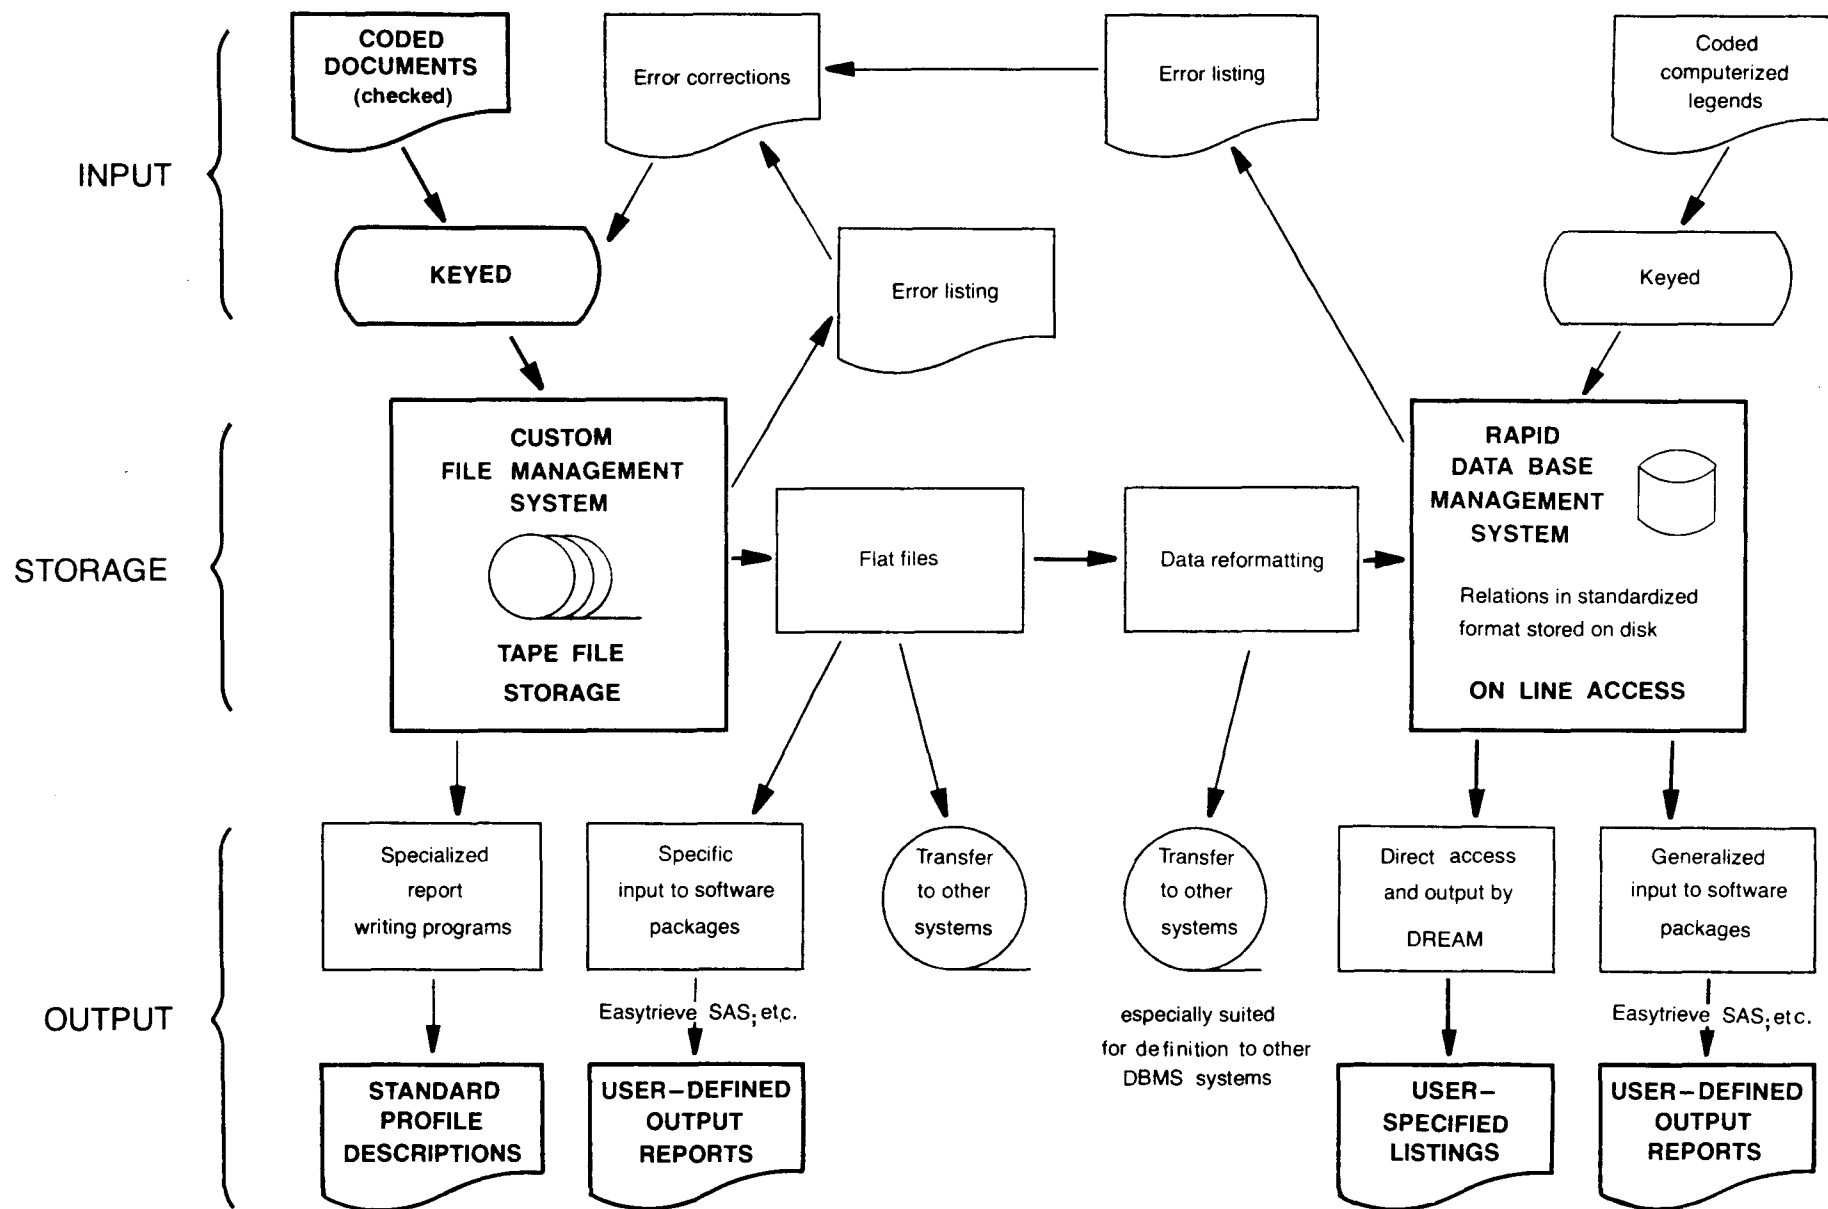 CODED
DOCUMENTS
(checked)
Error corrections
Error listing
Coded
computerized
legends
INPUT
KEYED
Error listing
Keyed
STORAGE
CUSTOM
FILE MANAGEMENT
SYSTEM
TAPE FILE
STORAGE
Flat files
Data reformatting
RAPID
DATA BASE
MANAGEMENT
SYSTEM
Relations in standardized
format stored on disk
ON LINE ACCESS
OUTPUT
Specialized
report
writing programs
Specific
input to software
packages
Transfer
to other
systems
Transfer
to other
systems
Direct access
and output by
DREAM
Generalized
input to software
packages
Easytrieve SAS; etc.
especially suited
for definition to other
DBMS systems
Easytrieve SAS; etc.
STANDARD
PROFILE
DESCRIPTIONS
USER–DEFINED
OUTPUT
REPORTS
USER–
SPECIFIED
LISTINGS
USER–DEFINED
OUTPUT
REPORTS